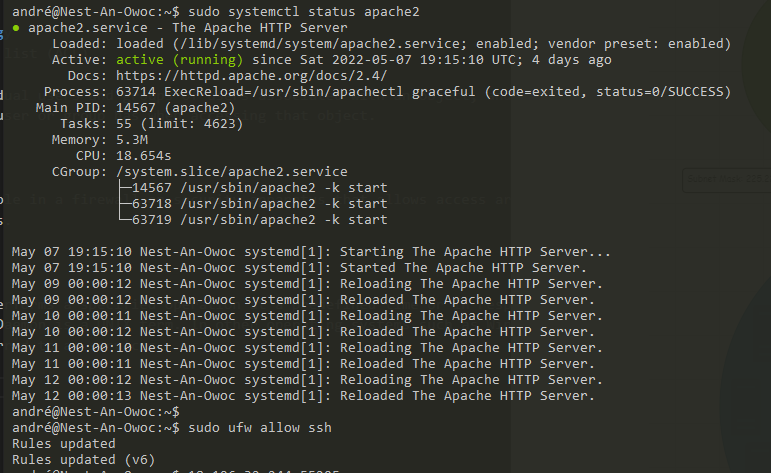 andré@Nest-An-Owoc:~$ sudo systemctl status apache2
● apache2.service - The Apache HTTP Server
Loaded: loaded (/lib/systemd/system/apache2.service; enabled; vendor preset: enabled)
Active: active (running) since Sat 2022-05-07 19:15:10 UTC; 4 days ago
Docs: https://httpd.apache.org/docs/2.4/
Process: 63714 ExecReload=/usr/sbin/apachectl graceful (code=exited, status=0/SUCCESS)
Main PID: 14567 (apache2)
Tasks: 55 (limit: 4623)
Memory: 5.3M
CPU: 18.654s
CGroup: /system.slice/apache2.service
├─14567 /usr/sbin/apache2 -k start
├─63718 /usr/sbin/apache2 -k start
└─63719 /usr/sbin/apache2 -k start
May 07 19:15:10 Nest-An-Owoc systemd[1]: Starting The Apache HTTP Server...
May 07 19:15:10 Nest-An-Owoc systemd[1]: Started The Apache HTTP Server.
May 09 00:00:12 Nest-An-Owoc systemd[1]: Reloading The Apache HTTP Server.
May 09 00:00:12 Nest-An-Owoc systemd[1]: Reloaded The Apache HTTP Server.
May 10 00:00:11 Nest-An-Owoc systemd[1]: Reloading The Apache HTTP Server.
May 10 00:00:12 Nest-An-Owoc systemd[1]: Reloaded The Apache HTTP Server.
May 11 00:00:10 Nest-An-Owoc systemd[1]: Reloading The Apache HTTP Server.
May 11 00:00:11 Nest-An-Owoc systemd[1]: Reloaded The Apache HTTP Server.
May 12 00:00:12 Nest-An-Owoc systemd[1]: Reloading The Apache HTTP Server.
May 12 00:00:13 Nest-An-Owoc systemd[1]: Reloaded The Apache HTTP Server.
andré@Nest-An-Owoc:~$
andré@Nest-An-Owoc:~$ sudo ufw allow ssh
Rules updated
Rules updated (v6)